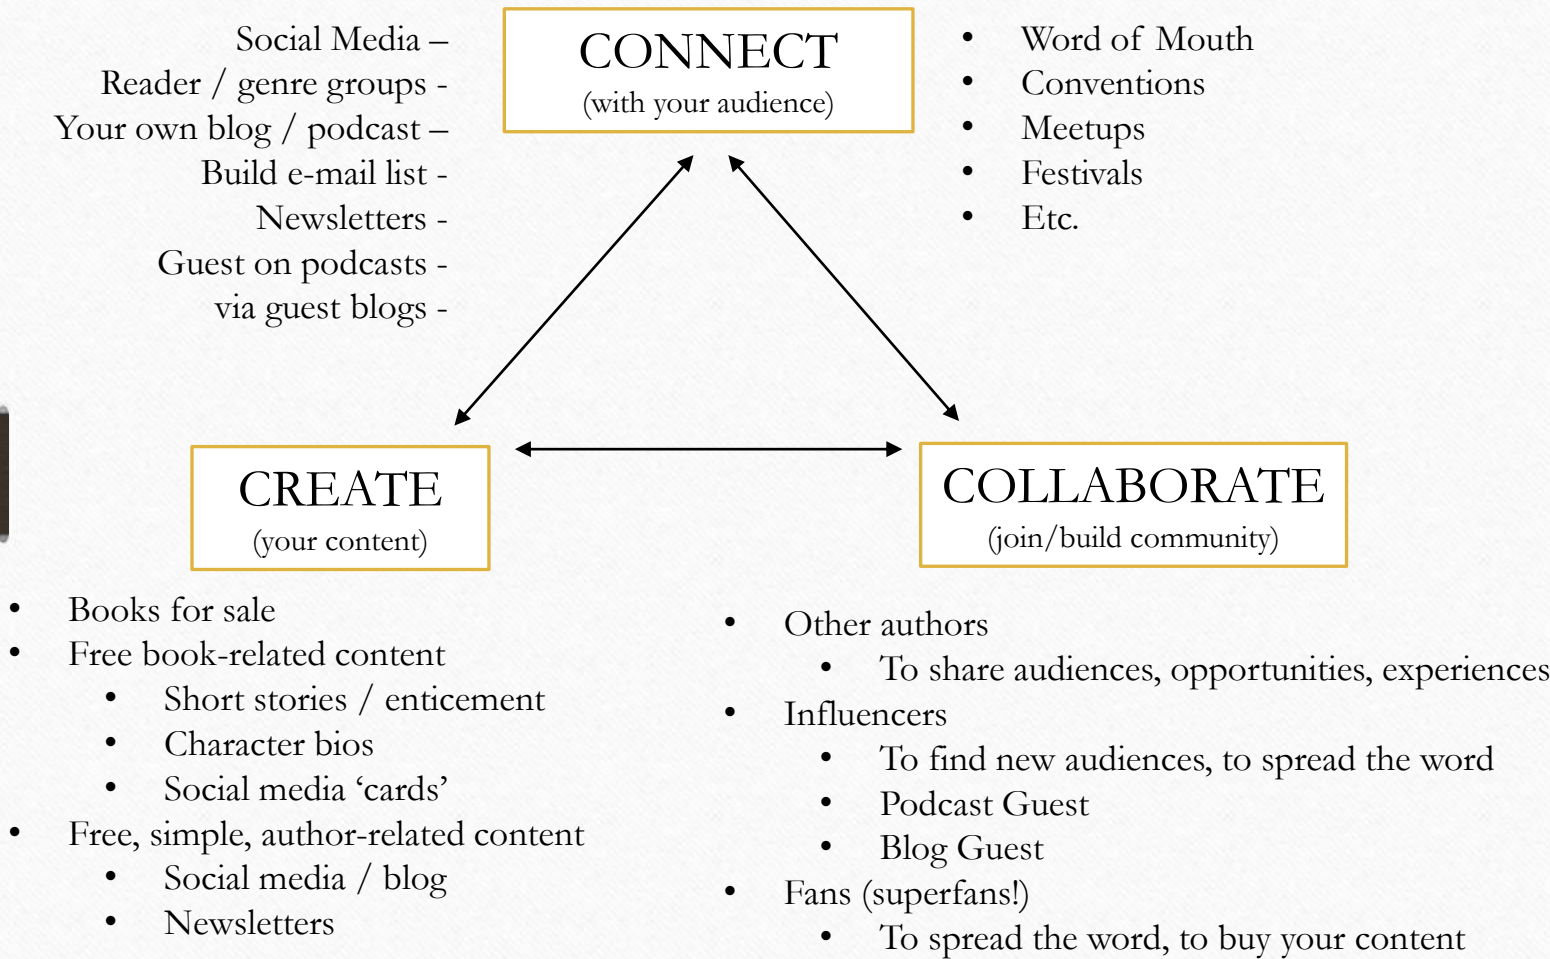 Social Media –
Reader / genre groups -
Your own blog / podcast –
Build e-mail list -
Newsletters -
Guest on podcasts -
via guest blogs -
CONNECT
(with your audience)
• Word of Mouth
• Conventions
• Meetups
• Festivals
• Etc.
CREATE
(your content)
• Books for sale
• Free book-related content
• Short stories / enticement
• Character bios
• Social media ‘cards’
• Free, simple, author-related content
• Social media / blog
• Newsletters
COLLABORATE
(join/build community)
• Other authors
• To share audiences, opportunities, experiences
• Influencers
• To find new audiences, to spread the word
• Podcast Guest
• Blog Guest
• Fans (superfans!)
• To spread the word, to buy your content